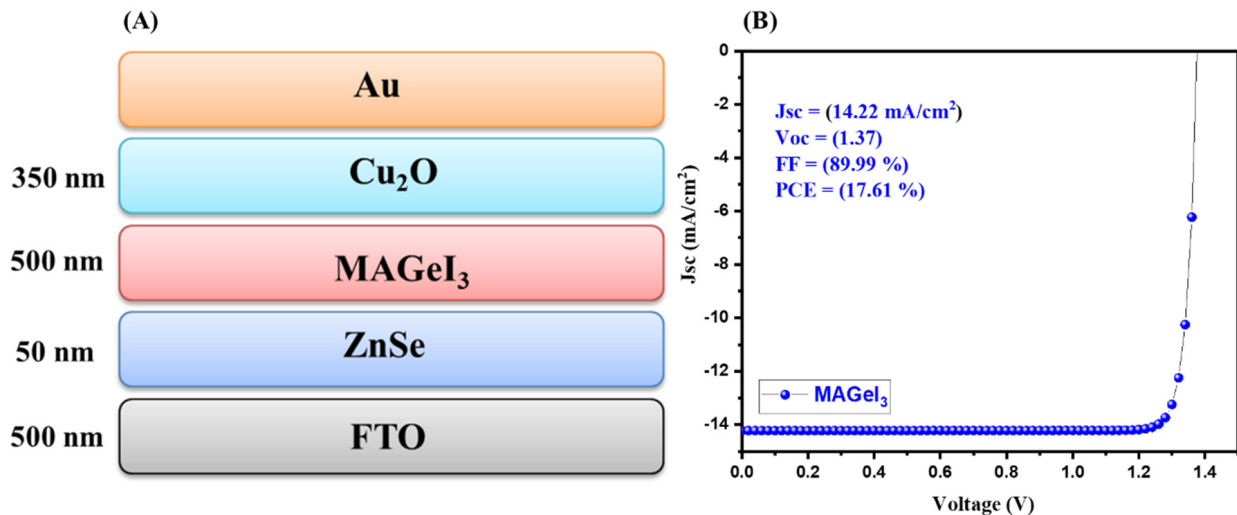 (A)
Au
350 nm
Cu₂O
500 nm
MAGeI₃
50 nm
ZnSe
500 nm
FTO
(B)
Jsc = (14.22 mA/cm²)
Voc = (1.37)
FF = (89.99 %)
PCE = (17.61 %)
MAGeI₃
Jsc (mA/cm²)
0
-2
-4
-6
-8
-10
-12
-14
0.0 0.2 0.4 0.6 0.8 1.0 1.2 1.4
Voltage (V)